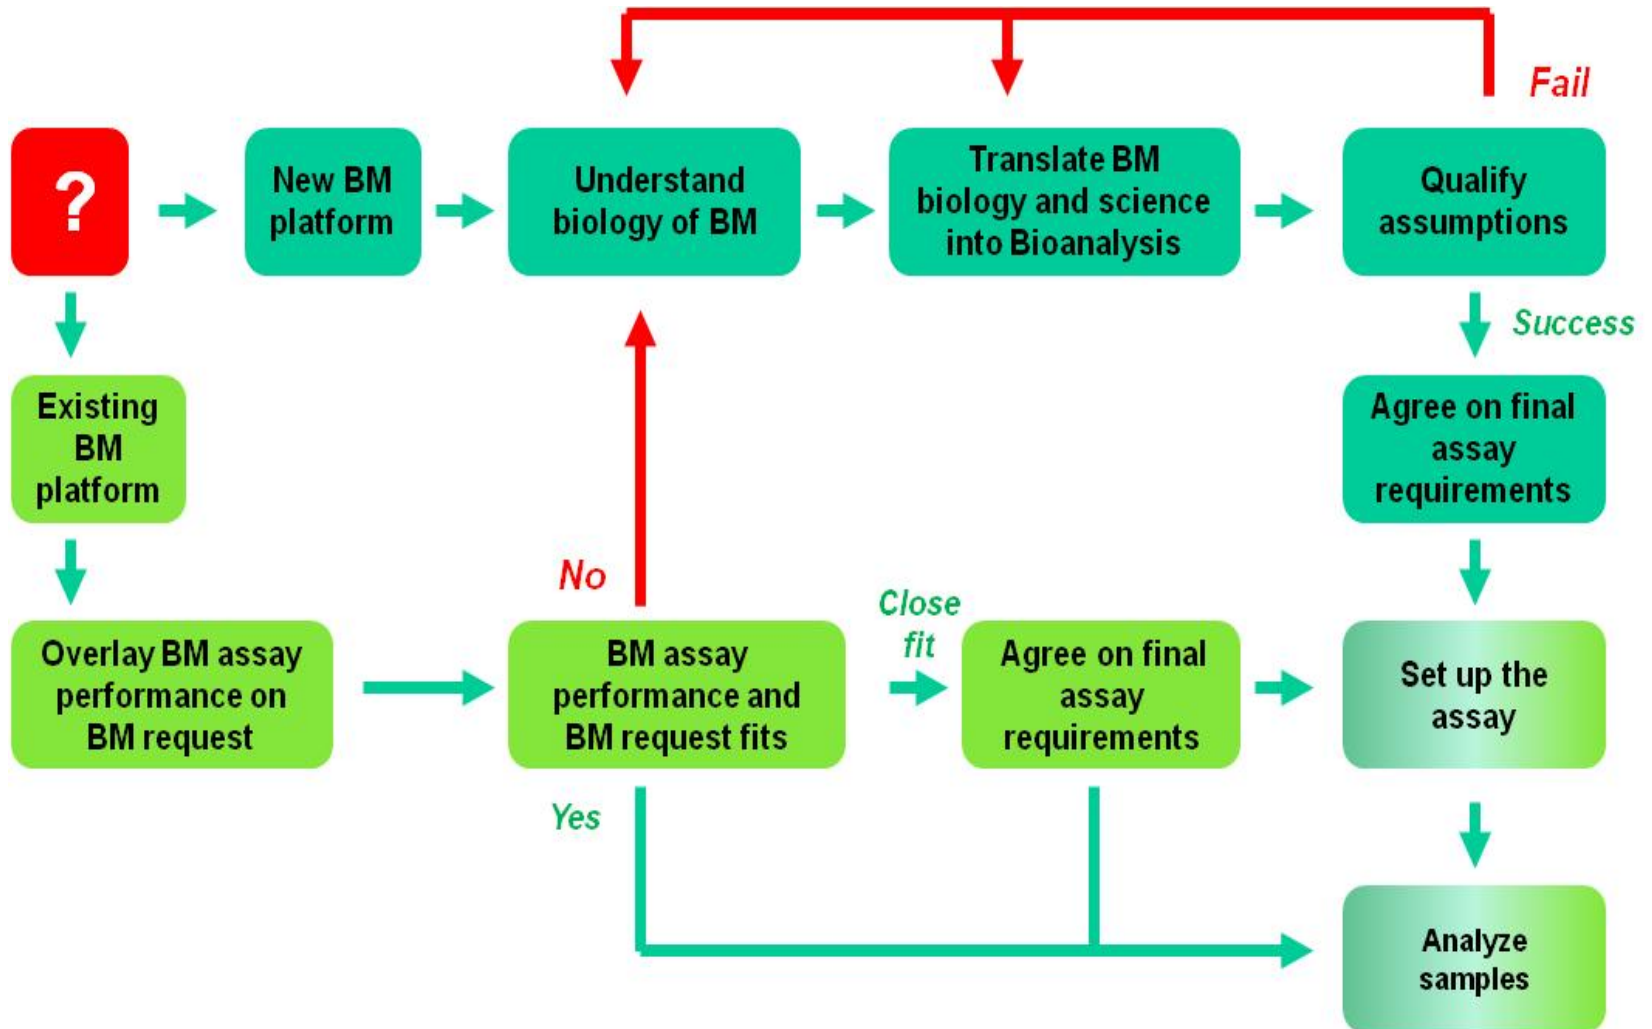 Fail
?
New BM
platform
Understand
biology of BM
Translate BM
biology and science
into Bioanalysis
Qualify
assumptions
Success
Existing
BM
platform
Agree on final
assay
requirements
No
Close
fit
Overlay BM assay
performance on
BM request
BM assay
performance and
BM request fits
Agree on final
assay
requirements
Set up the
assay
Yes
Analyze
samples